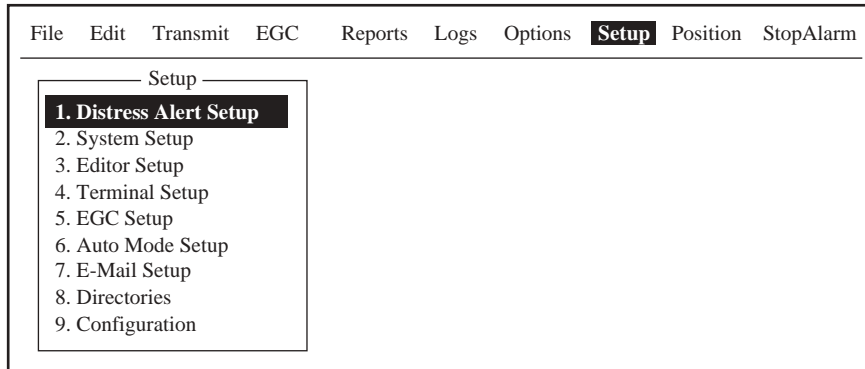 File Edit Transmit EGC Reports Logs Options Setup Position StopAlarm
Setup
1. Distress Alert Setup
2. System Setup
3. Editor Setup
4. Terminal Setup
5. EGC Setup
6. Auto Mode Setup
7. E-Mail Setup
8. Directories
9. Configuration